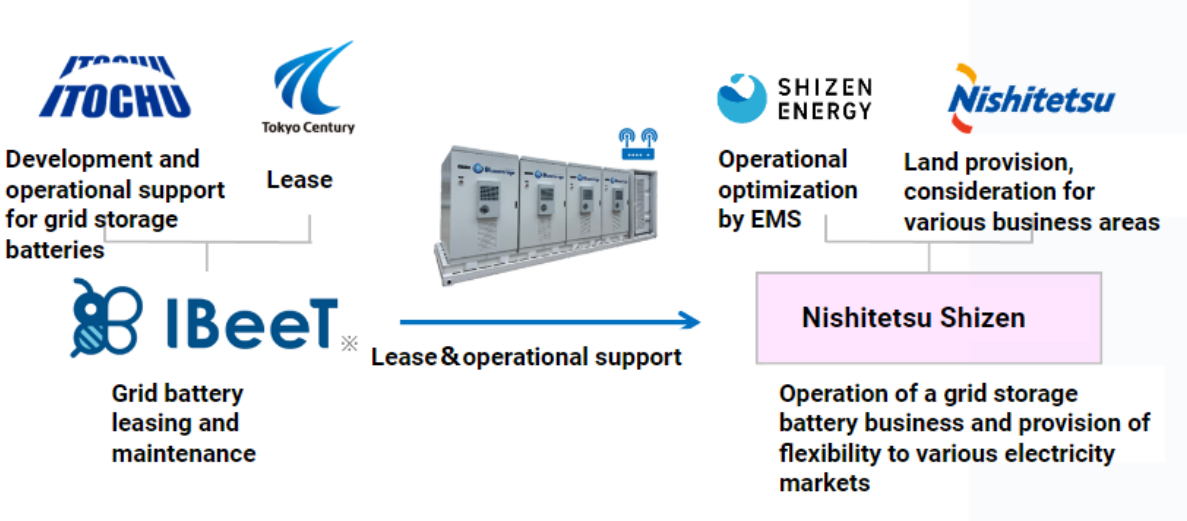 ITOCHU
Tokyo Century
Development and
operational support
for grid storage
batteries
Lease
SHIZEN
ENERGY
Nishitetsu
Operational
optimization
by EMS
Land provision,
consideration for
various business areas
IBeeT※
Lease&operational support
Nishitetsu Shizen
Grid battery
leasing and
maintenance
Operation of a grid storage
battery business and provision of
flexibility to various electricity
markets